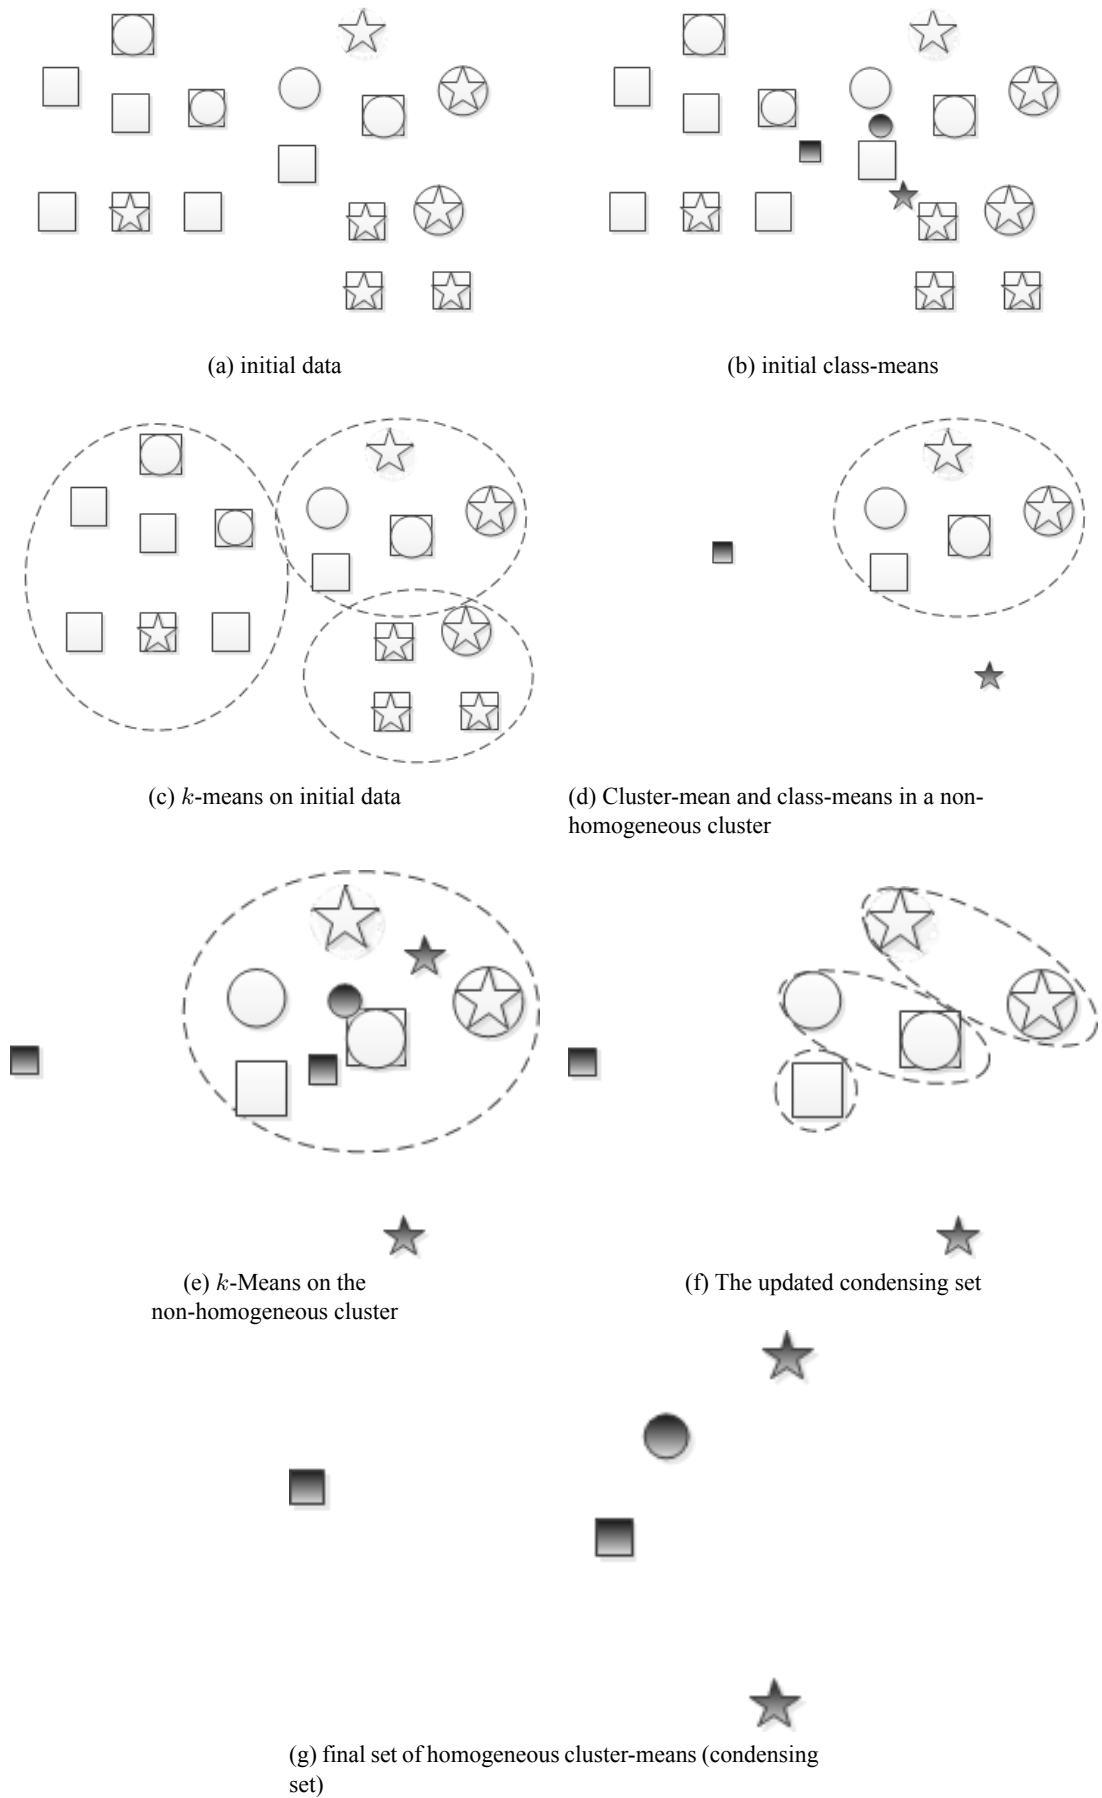 (a) initial data
(b) initial class-means
(c) k-means on initial data
(d) Cluster-mean and class-means in a non-
homogeneous cluster
(e) k-Means on the
non-homogeneous cluster
(f) The updated condensing set
(g) final set of homogeneous cluster-means (condensing
set)